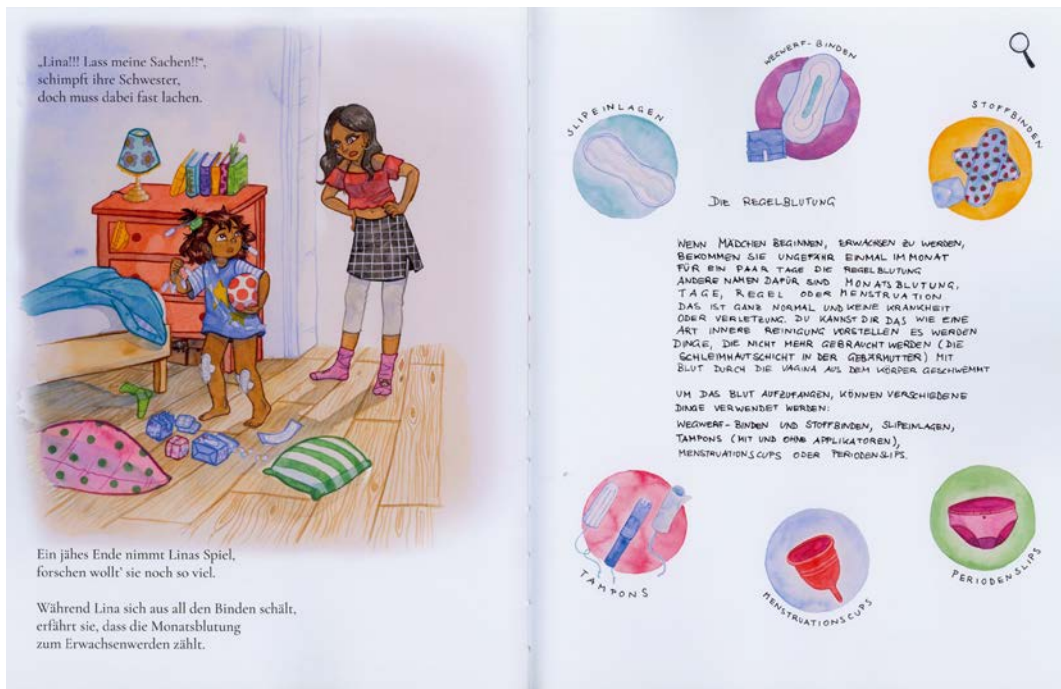 „Lina!!! Lass meine Sachen!!“,
schimpft ihre Schwester,
doch muss dabei fast lachen.
Ein jähes Ende nimmt Linas Spiel,
forschen wollt’ sie noch so viel.
Während Lina sich aus all den Binden schält,
erfährt sie, dass die Monatsblutung
zum Erwachsenwerden zählt.
WEGWERF-BINDEN
SLIPEINLAGEN
STOFFBINDEN
DIE REGELBLUTUNG
WENN MÄDCHEN BEGINNEN, ERWACHSEN ZU WERDEN,
BEKOMMEN SIE UNGEFÄHR EINMAL IM MONAT
FÜR EIN PAAR TAGE DIE REGELBLUTUNG
ANDERE NAMEN DAFÜR SIND MONATSBLUTUNG,
TAGE, REGEL ODER MENSTRUATION
DAS IST GANZ NORMAL UND KEINE KRANKHEIT
ODER VERLETZUNG. DU KANNST DIR DAS WIE EINE
ART INNERE REINIGUNG VORSTELLEN ES WERDEN
DINGE, DIE NICHT MEHR GEBRAUCHT WERDEN (DIE
SCHLEIMHAUTSCHICHT IN DER GEBÄRMUTTER) MIT
BLUT DURCH DIE VAGINA AUS DEM KÖRPER GESCHWEMMT
UM DAS BLUT AUFZUFANGEN, KÖNNEN VERSCHIEDENE
DINGE VERWENDET WERDEN:
WEGWERF-BINDEN UND STOFFBINDEN, SLIPEINLAGEN,
TAMPONS (MIT UND OHNE APPLIKATOREN),
MENSTRUATIONSCUPS ODER PERIODENSLIPS.
TAMPONS
MENSTRUATIONSCUPS
PERIODENSLIPS